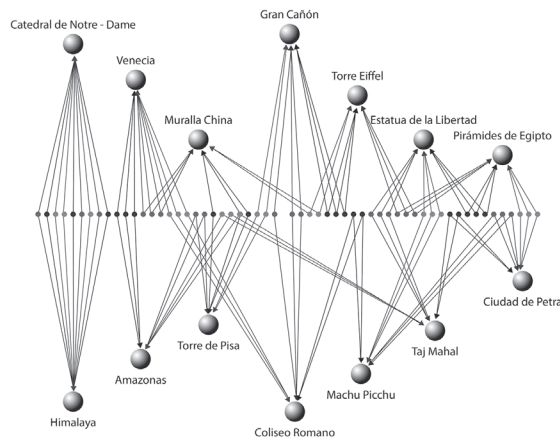 Gran Cañón
Catedral de Notre - Dame
Venecia
Torre Eiffel
Muralla China
Estatua de la Libertad
Pirámides de Egipto
Ciudad de Petra
Torre de Pisa
Taj Mahal
Amazonas
Machu Picchu
Himalaya
Coliseo Romano